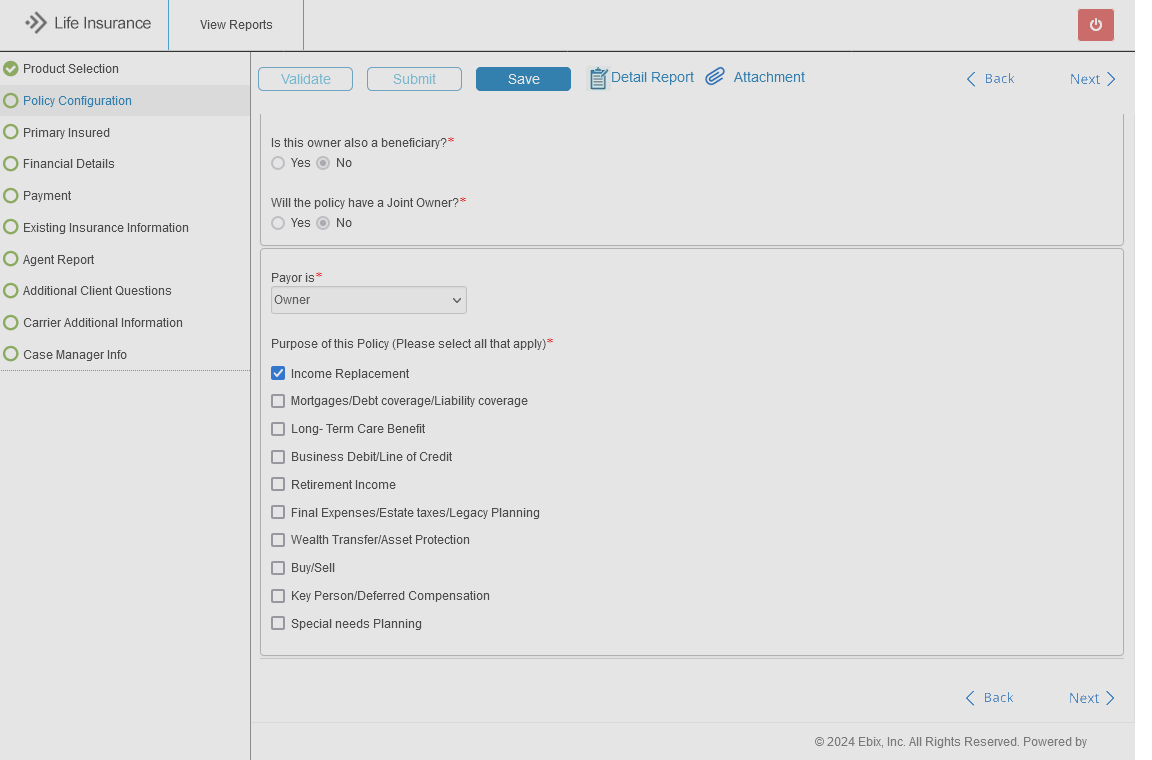 Life Insurance
View Reports
Product Selection
Policy Configuration
Primary Insured
Financial Details
Payment
Existing Insurance Information
Agent Report
Additional Client Questions
Carrier Additional Information
Case Manager Info
Validate
Submit
Save
Detail Report
Attachment
Back
Next
Is this owner also a beneficiary?*
Yes No
Will the policy have a Joint Owner?*
Yes No
Payor is*
Owner
Purpose of this Policy (Please select all that apply)*
Income Replacement
Mortgages/Debt coverage/Liability coverage
Long- Term Care Benefit
Business Debit/Line of Credit
Retirement Income
Final Expenses/Estate taxes/Legacy Planning
Wealth Transfer/Asset Protection
Buy/Sell
Key Person/Deferred Compensation
Special needs Planning
Back
Next
© 2024 Ebix, Inc. All Rights Reserved. Powered by